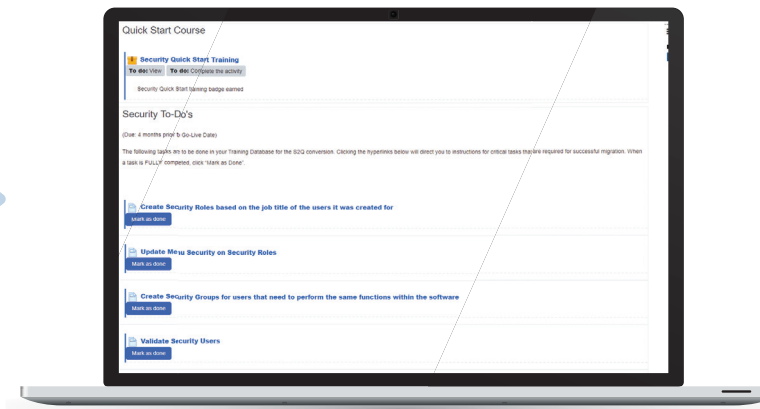 Quick Start Course
Security Quick Start Training
To do: View To do: Complete the activity
Security Quick Start training badge earned
Security To-Do's
(Due: 4 months prior to Go-Live Date)
The following tasks are to be done in your Training Database for the S2Q conversion. Clicking the hyperlinks below will direct you to instructions for critical tasks that are required for successful migration. When
a task is FULLY competed, click "Mark as Done".
Create Security Roles based on the job title of the users it was created for
Mark as done
Update Menu Security on Security Roles
Mark as done
Create Security Groups for users that need to perform the same functions within the software
Mark as done
Validate Security Users
Mark as done